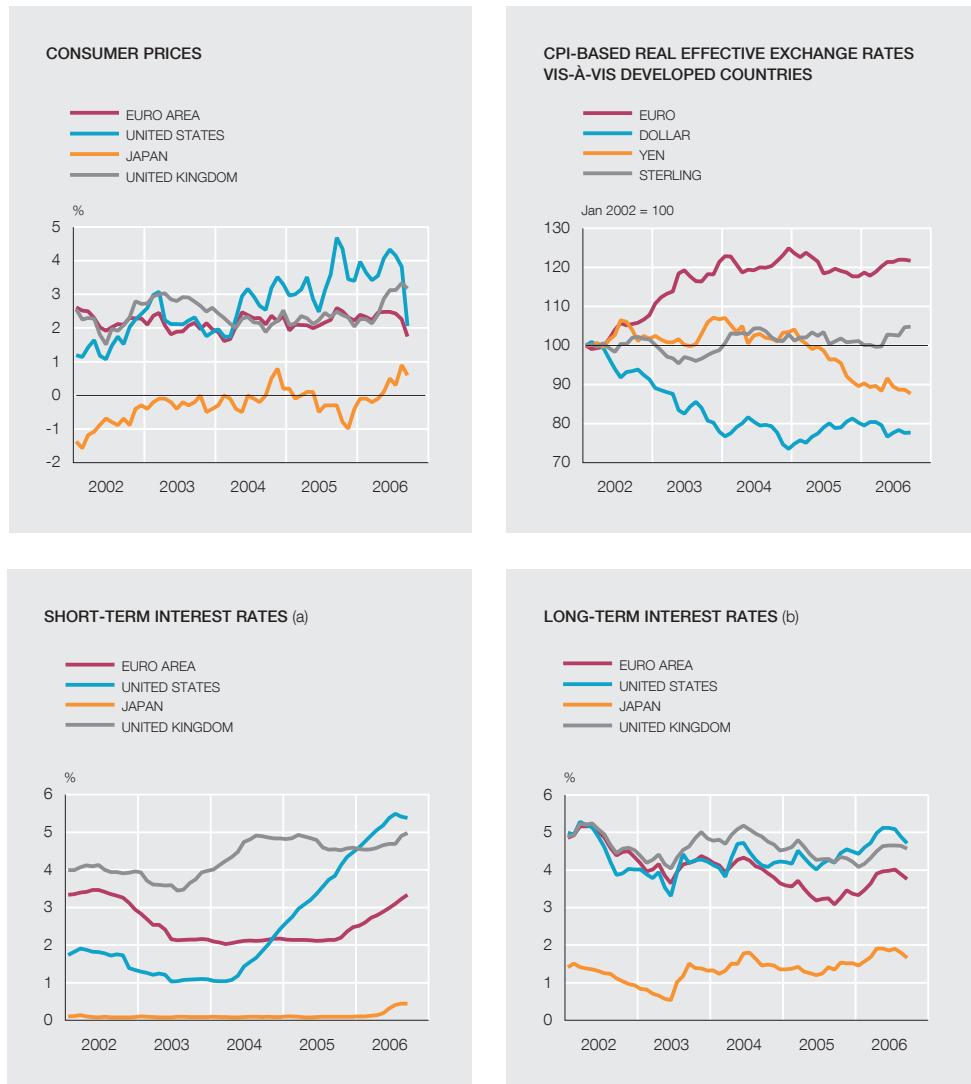 CONSUMER PRICES
EURO AREA
UNITED STATES
JAPAN
UNITED KINGDOM
%
5
4
3
2
1
0
-1
-2
2002 2003 2004 2005 2006
CPI-BASED REAL EFFECTIVE EXCHANGE RATES
VIS-À-VIS DEVELOPED COUNTRIES
EURO
DOLLAR
YEN
STERLING
Jan 2002 = 100
130
120
110
100
90
80
70
2002 2003 2004 2005 2006
SHORT-TERM INTEREST RATES (a)
EURO AREA
UNITED STATES
JAPAN
UNITED KINGDOM
%
6
5
4
3
2
1
0
2002 2003 2004 2005 2006
LONG-TERM INTEREST RATES (b)
EURO AREA
UNITED STATES
JAPAN
UNITED KINGDOM
%
6
5
4
3
2
1
0
2002 2003 2004 2005 2006